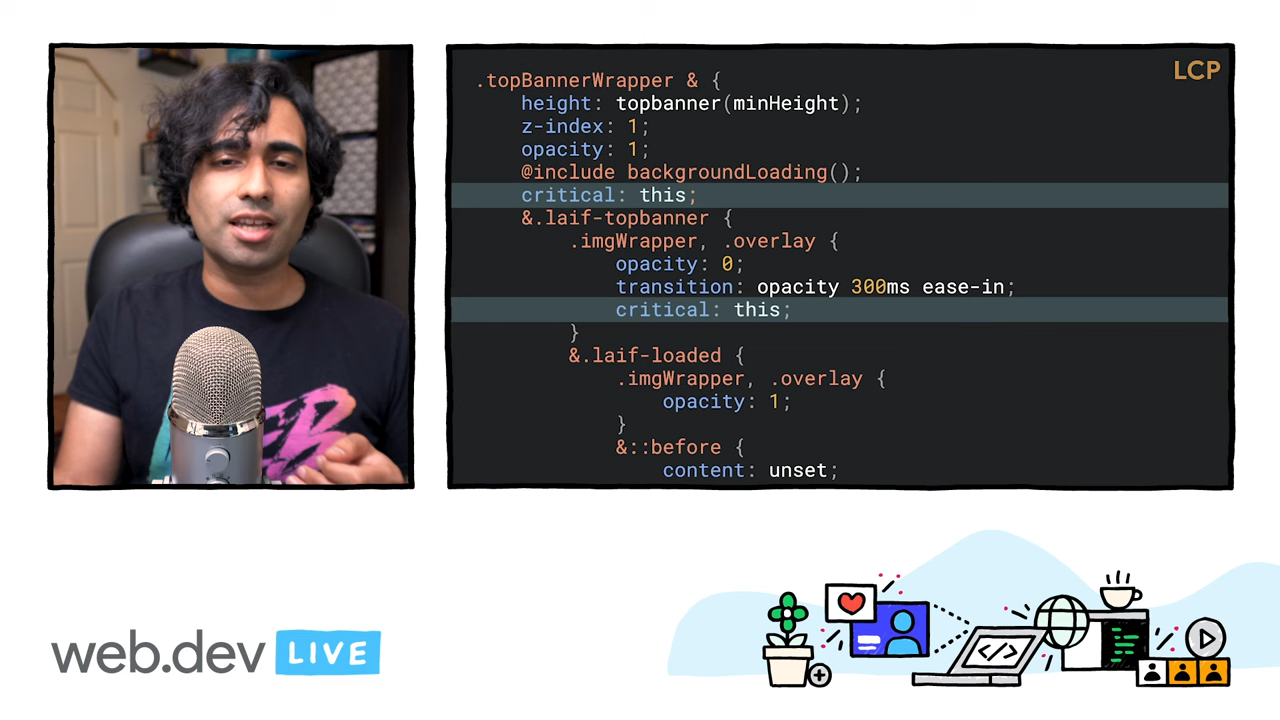 LCP
.topBannerWrapper & {
height: topbanner(minHeight);
z-index: 1;
opacity: 1;
@include backgroundLoading();
critical: this;
&.laif-topbanner {
.imgWrapper, .overlay {
opacity: 0;
transition: opacity 300ms ease-in;
critical: this;
}
&.laif-loaded {
.imgWrapper, .overlay {
opacity: 1;
}
&::before {
content: unset;
web.dev LIVE
</>